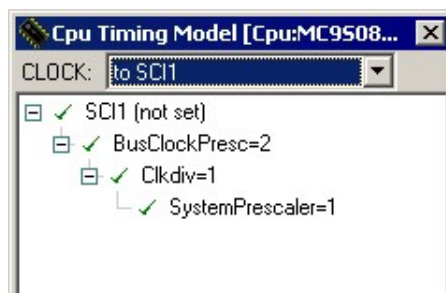 Cpu Timing Model [Cpu:MC9S08...
CLOCK: to SCI1
SCI1 (not set)
BusClockPresc=2
Clkdiv=1
SystemPrescaler=1